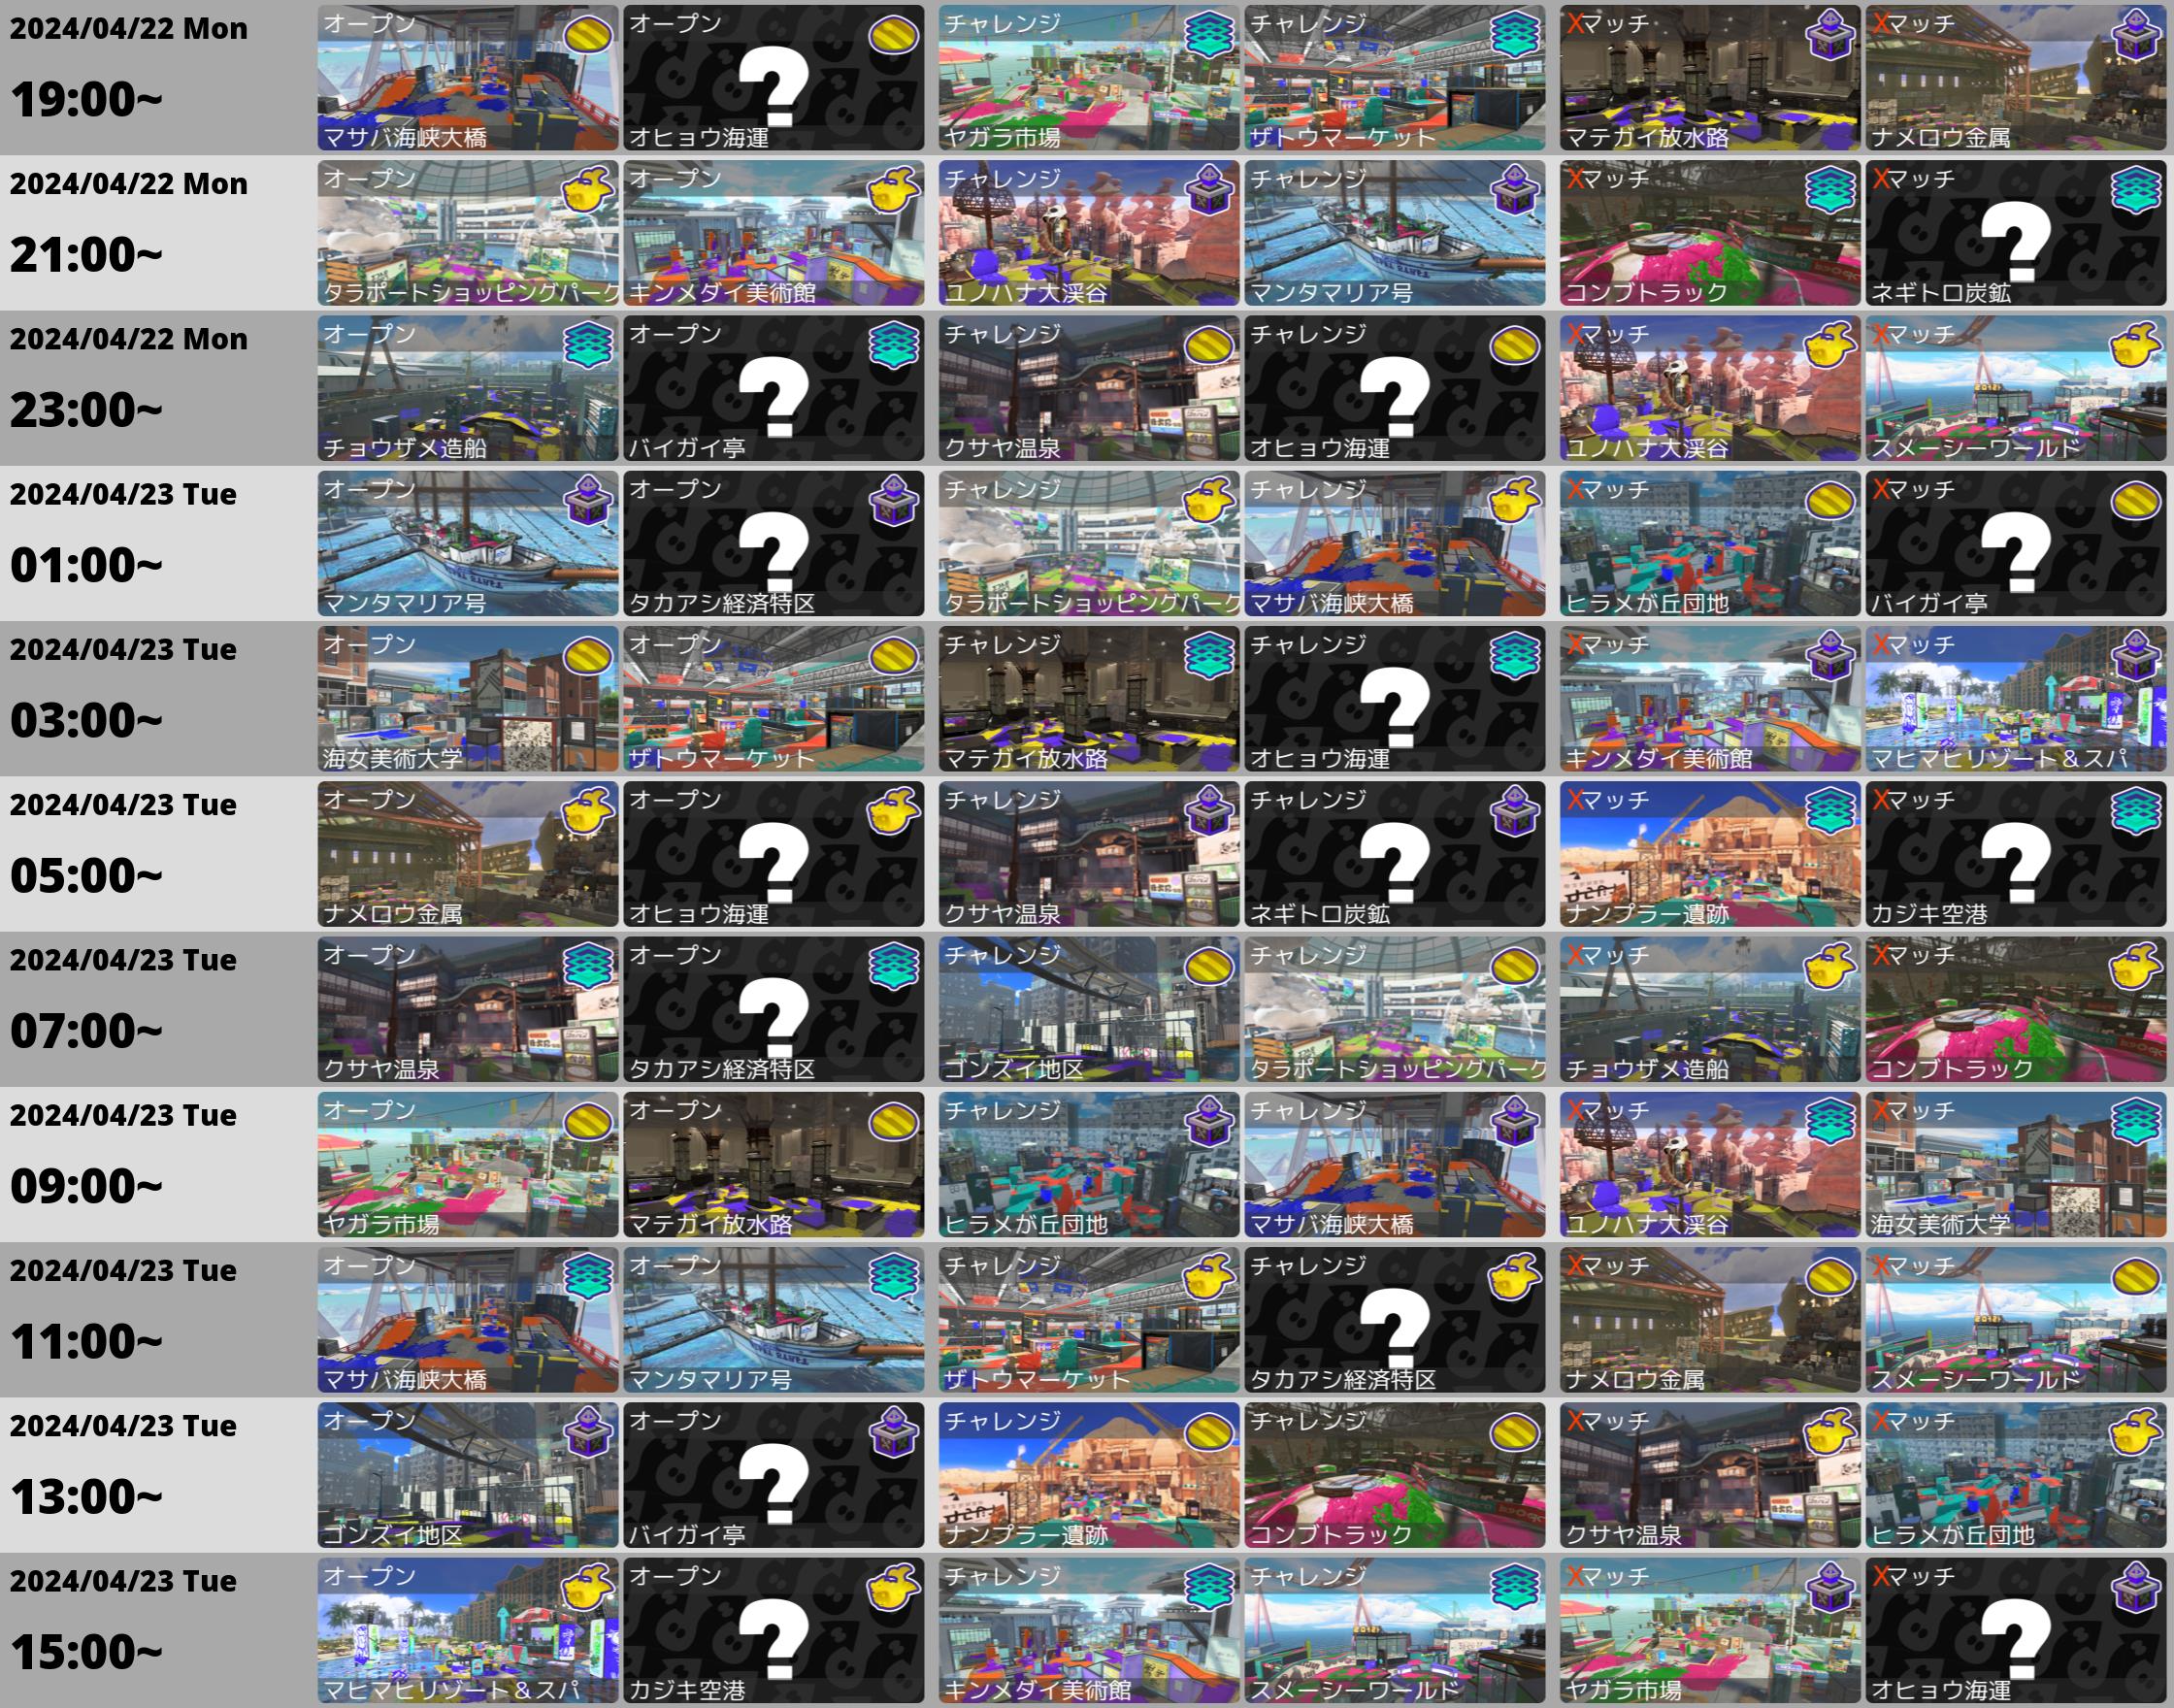 2024/04/22 Mon
19:00~
オープン
マサバ海峡大橋
オープン
?
オヒョウ海運
チャレンジ
ヤガラ市場
チャレンジ
ザトウマーケット
Xマッチ
マテガイ放水路
Xマッチ
ナメロウ金属
2024/04/22 Mon
21:00~
オープン
タラポートショッピングパーク
オープン
キンメダイ美術館
チャレンジ
ユノハナ大渓谷
チャレンジ
マンタマリア号
Xマッチ
コンブトラック
Xマッチ
?
ネギトロ炭鉱
2024/04/22 Mon
23:00~
オープン
チョウザメ造船
オープン
?
バイガイ亭
チャレンジ
クサヤ温泉
チャレンジ
?
オヒョウ海運
Xマッチ
ユノハナ大渓谷
Xマッチ
スメーシーワールド
2024/04/23 Tue
01:00~
オープン
マンタマリア号
オープン
?
タカアシ経済特区
チャレンジ
タラポートショッピングパーク
チャレンジ
マサバ海峡大橋
Xマッチ
ヒラメが丘団地
Xマッチ
?
バイガイ亭
2024/04/23 Tue
03:00~
オープン
海女美術大学
オープン
ザトウマーケット
チャレンジ
マテガイ放水路
チャレンジ
?
オヒョウ海運
Xマッチ
キンメダイ美術館
Xマッチ
マヒマヒリゾート＆スパ
2024/04/23 Tue
05:00~
オープン
ナメロウ金属
オープン
?
オヒョウ海運
チャレンジ
クサヤ温泉
チャレンジ
?
ネギトロ炭鉱
Xマッチ
ナンプラー遺跡
Xマッチ
?
カジキ空港
2024/04/23 Tue
07:00~
オープン
クサヤ温泉
オープン
?
タカアシ経済特区
チャレンジ
ゴンズイ地区
チャレンジ
タラポートショッピングパーク
Xマッチ
チョウザメ造船
Xマッチ
コンブトラック
2024/04/23 Tue
09:00~
オープン
ヤガラ市場
オープン
マテガイ放水路
チャレンジ
ヒラメが丘団地
チャレンジ
マサバ海峡大橋
Xマッチ
ユノハナ大渓谷
Xマッチ
海女美術大学
2024/04/23 Tue
11:00~
オープン
マサバ海峡大橋
オープン
マンタマリア号
チャレンジ
ザトウマーケット
チャレンジ
?
タカアシ経済特区
Xマッチ
ナメロウ金属
Xマッチ
スメーシーワールド
2024/04/23 Tue
13:00~
オープン
ゴンズイ地区
オープン
?
バイガイ亭
チャレンジ
ナンプラー遺跡
チャレンジ
コンブトラック
Xマッチ
クサヤ温泉
Xマッチ
ヒラメが丘団地
2024/04/23 Tue
15:00~
オープン
マヒマヒリゾート＆スパ
オープン
?
カジキ空港
チャレンジ
キンメダイ美術館
チャレンジ
スメーシーワールド
Xマッチ
ヤガラ市場
Xマッチ
?
オヒョウ海運